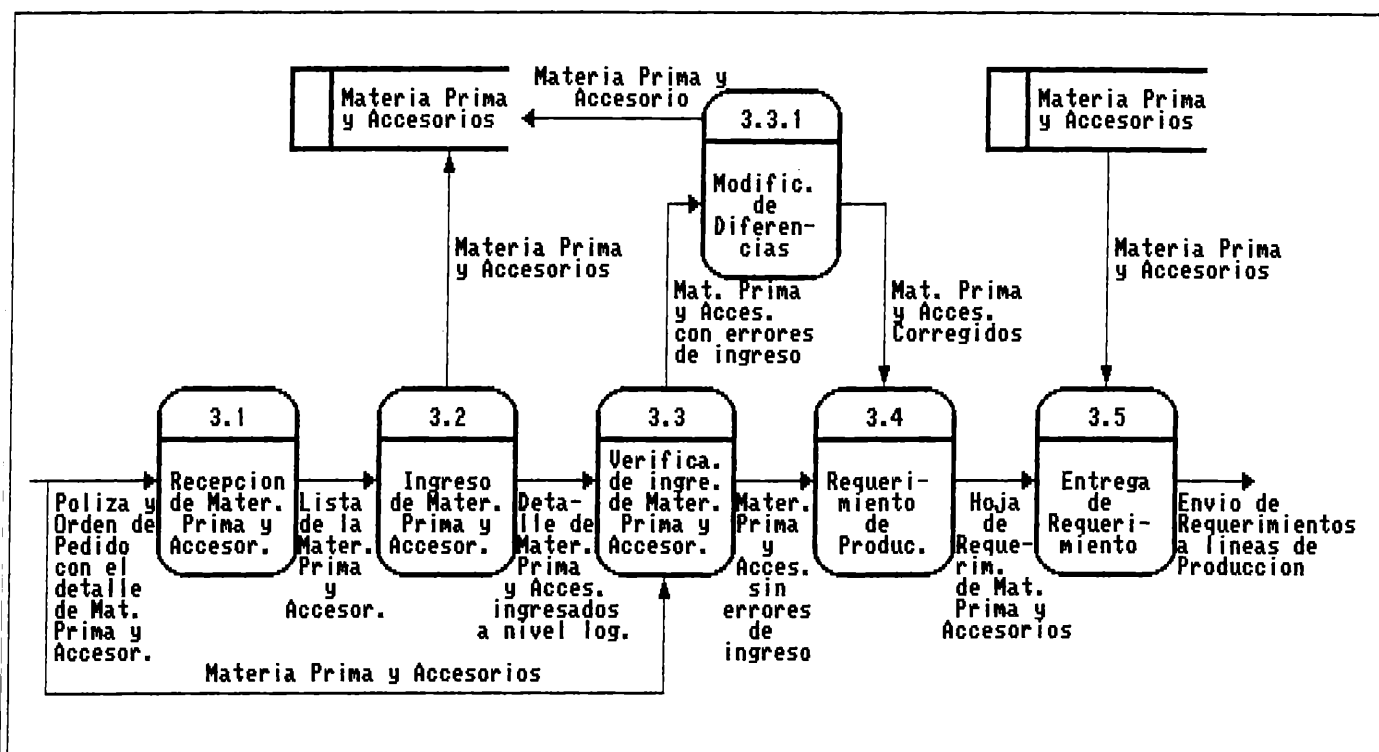 Materia Prima
y Accesorios
Materia Prima y
Accesorio
3.3.1
Modific.
de
Diferen-
cias
Materia Prima
y Accesorios
Materia Prima
y Accesorios
Materia Prima
y Accesorios
Mat. Prima
y Acces.
con errores
de ingreso
Mat. Prima
y Acces.
Corregidos
3.1
Recepcion
de Mater.
Prima y
Accesor.
3.2
Ingreso
de Mater.
Prima y
Accesor.
3.3
Verifica.
de ingre.
de Mater.
Prima y
Accesor.
3.4
Requeri-
miento
de
Produc.
3.5
Entrega
de
Requeri-
miento
Poliza y
Orden de
Pedido
con el
detalle
de Mat.
Prima y
Accesor.
Lista
de la
Mater.
Prima
y
Accesor.
Deta-
lle de
Mater.
Prima
y Acces.
ingresados
a nivel log.
Mater.
Prima
y
Acces.
sin
errores
de
ingreso
Hoja
de
Reque-
rim.
de Mat.
Prima y
Accesorios
Envio de
Requerimientos
a lineas de
Produccion
Materia Prima y Accesorios